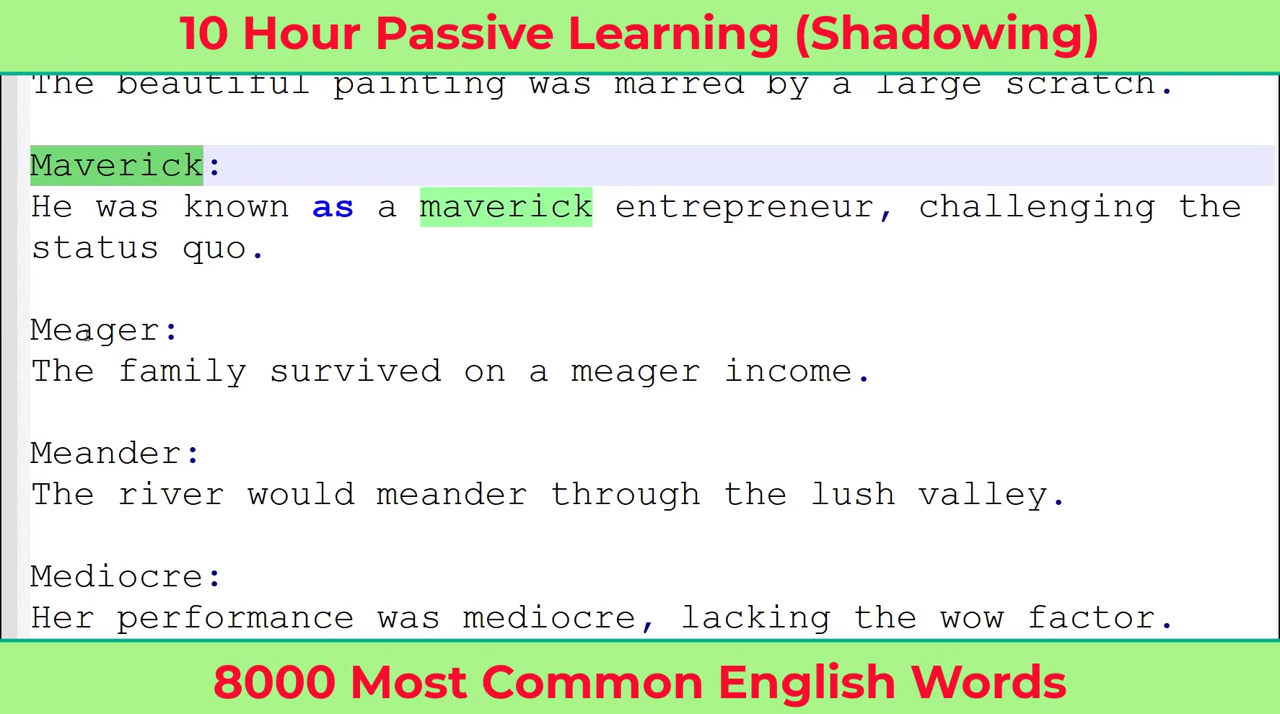 10 Hour Passive Learning (Shadowing)
The beautiful painting was marred by a large scratch.
Maverick:
He was known as a maverick entrepreneur, challenging the
status quo.
Meager:
The family survived on a meager income.
Meander:
The river would meander through the lush valley.
Mediocre:
Her performance was mediocre, lacking the wow factor.
8000 Most Common English Words